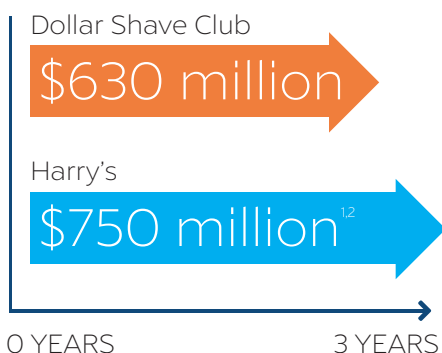 Dollar Shave Club
$630 million
Harry’s
$750 million1,2
0 YEARS 3 YEARS